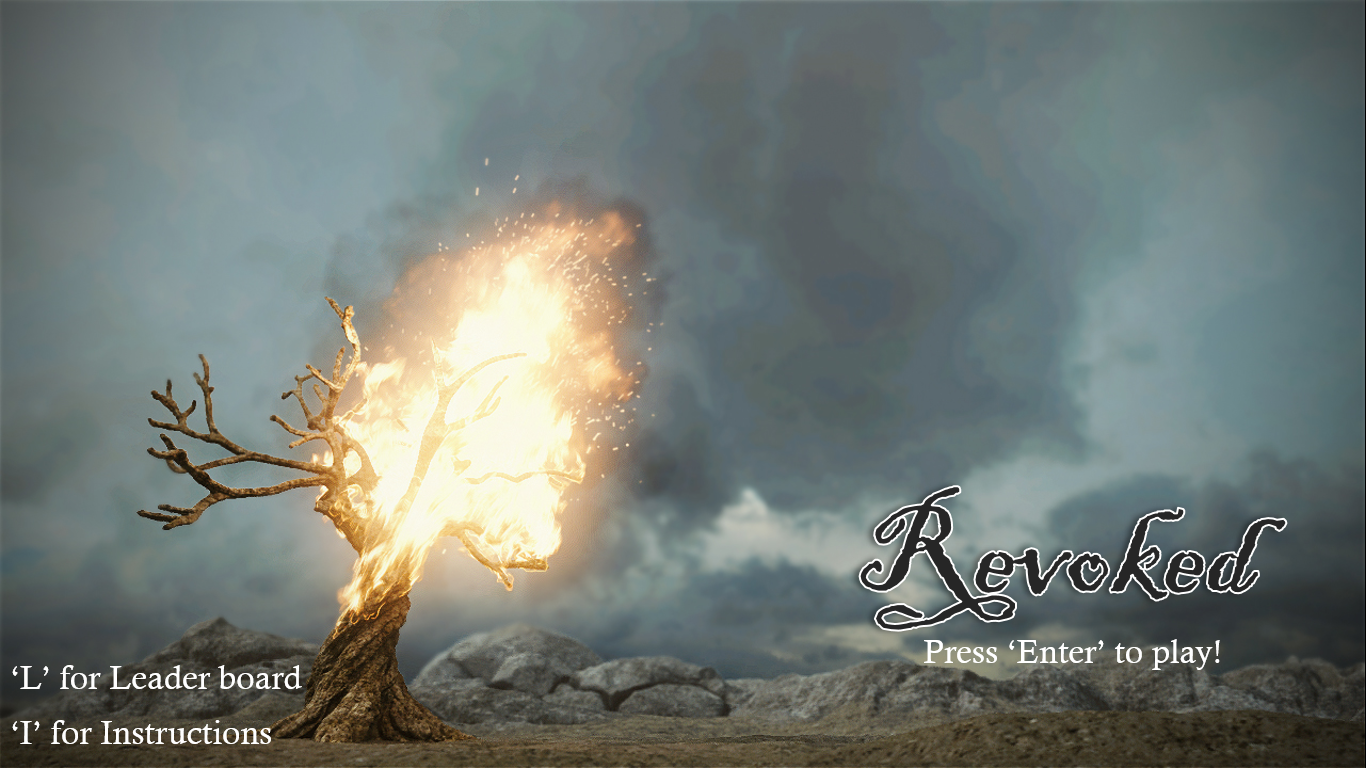 Revoked
Press ‘Enter’ to play!
‘L’ for Leader board
‘I’ for Instructions